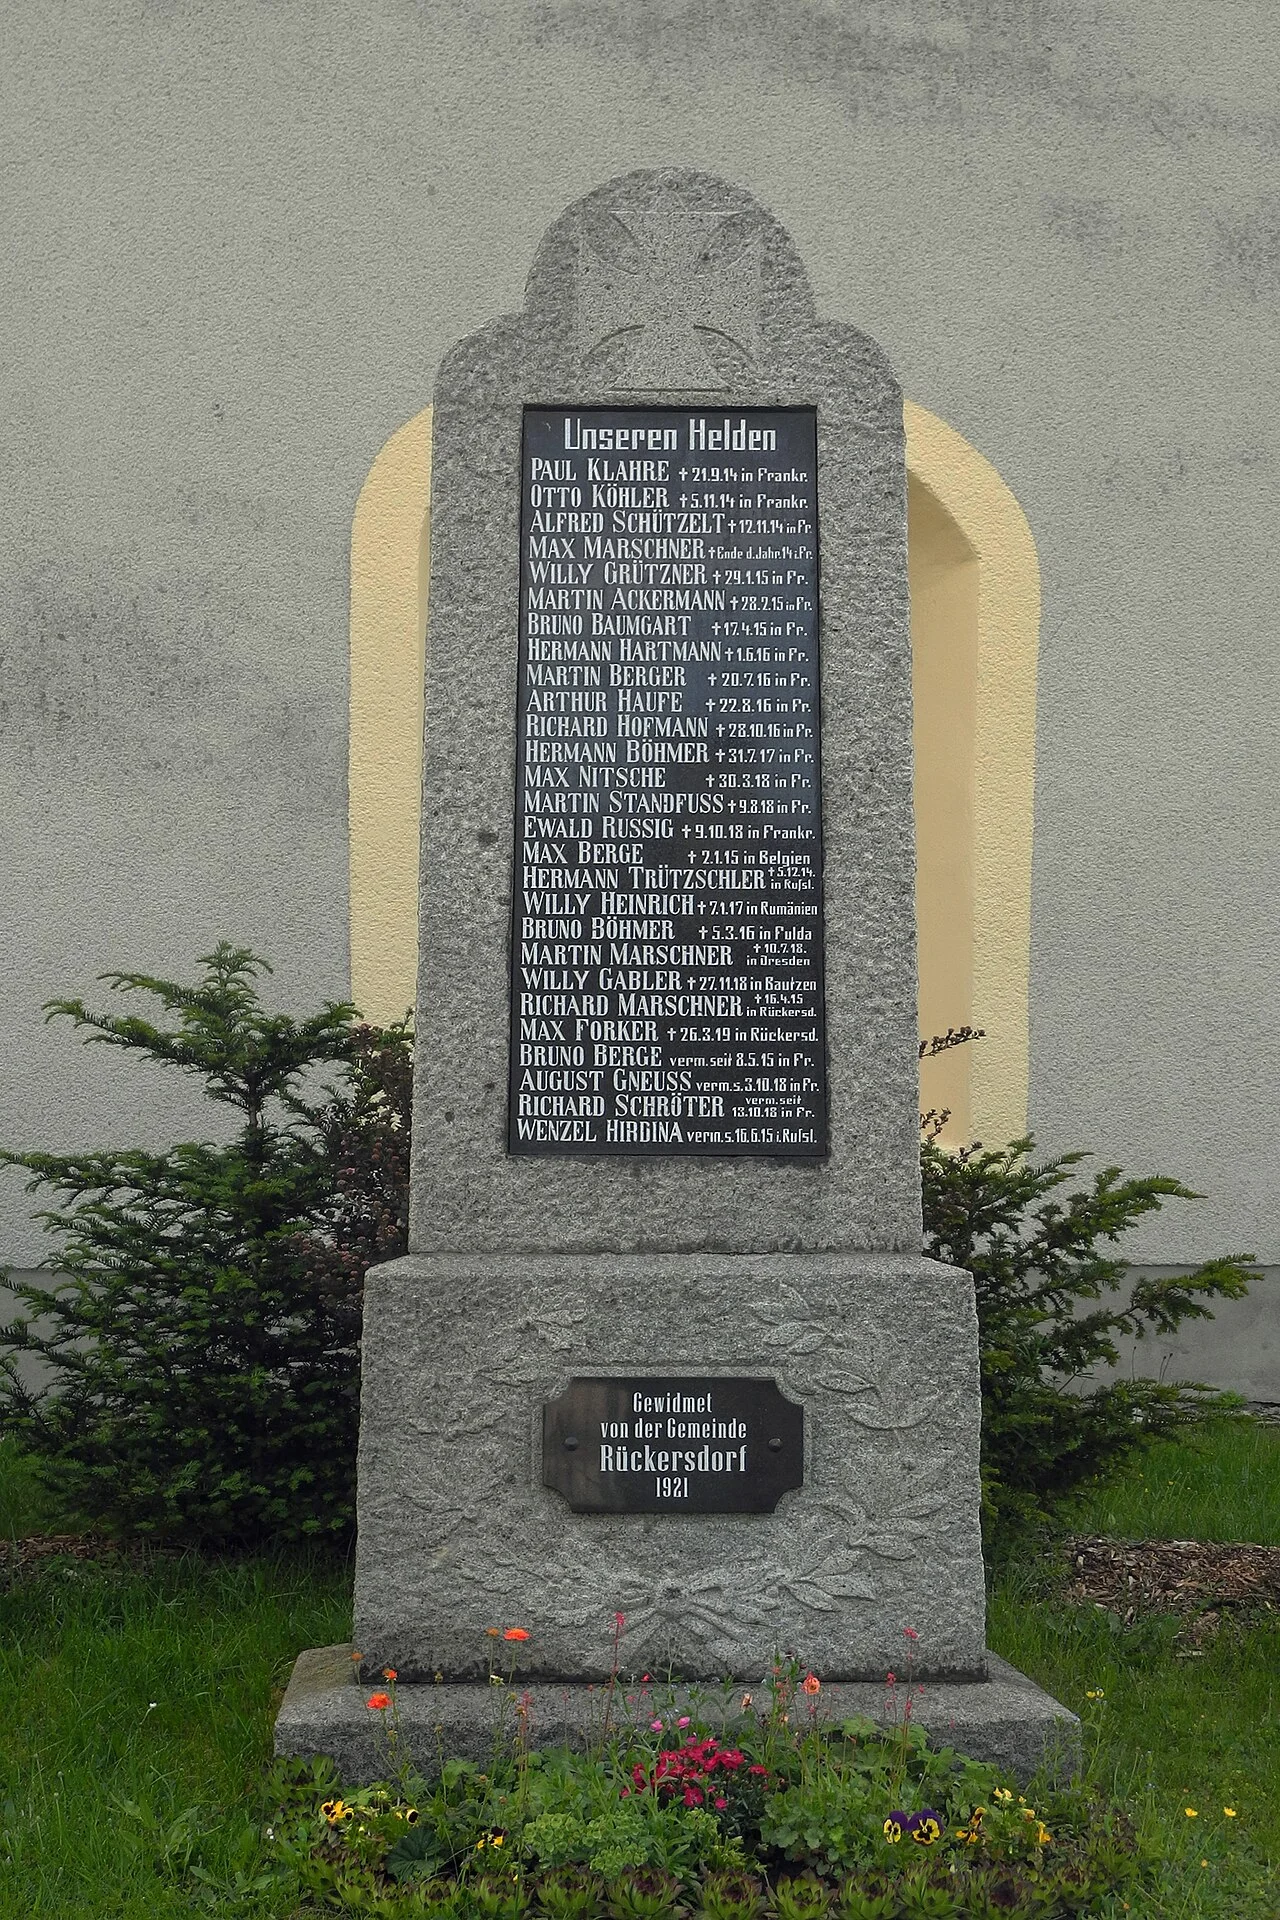 Unseren Helden
PAUL KLAHRE † 21.9.14 in Frankr.
OTTO KÖHLER † 5.11.14 in Frankr.
ALFRED SCHÜTZELT † 12.11.14 in Fr.
MAX MARSCHNER † Ende d. Jahr. 14 i. Fr.
WILLY GRÜTZNER † 29.1.15 in Fr.
MARTIN ACKERMANN † 28.2.15 in Fr.
BRUNO BAUMGART † 17.4.15 in Fr.
HERMANN HARTMANN † 1.6.16 in Fr.
MARTIN BERGER † 20.7.16 in Fr.
ARTHUR HAUFE † 22.8.16 in Fr.
RICHARD HOFMANN † 28.10.16 in Fr.
HERMANN BÖHMER † 31.7.17 in Fr.
MAX NITSCHE † 30.3.18 in Fr.
MARTIN STANDFUSS † 9.8.18 in Fr.
EWALD RUSSIG † 9.10.18 in Frankr.
MAX BERGE † 2.1.15 in Belgien
HERMANN TRÜTZSCHLER † 5.12.14. in Rußl.
WILLY HEINRICH † 7.1.17 in Rumänien
BRUNO BÖHMER † 5.3.16 in Fulda
MARTIN MARSCHNER † 10.7.18. in Dresden
WILLY GABLER † 27.11.18 in Bautzen
RICHARD MARSCHNER † 16.4.15 in Rückersd.
MAX FORKER † 26.3.19 in Rückersd.
BRUNO BERGE verm. seit 8.5.15 in Fr.
AUGUST GNEUSS verm. s. 3.10.18 in Fr.
RICHARD SCHRÖTER verm. seit 13.10.18 in Fr.
WENZEL HIRDINA verm. s. 16.6.15 i. Rußl.
Gewidmet
von der Gemeinde
Rückersdorf
1921